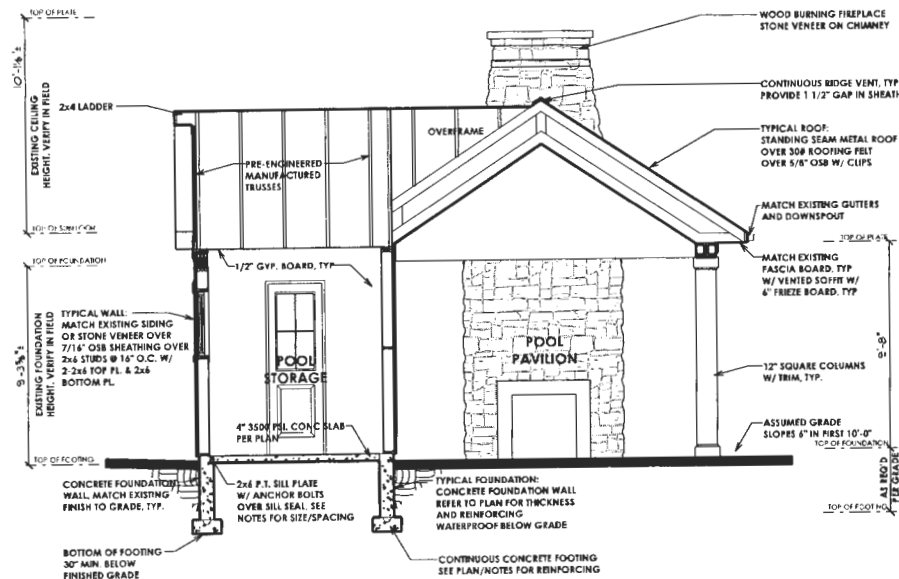 TOP OF PLATE
WOOD BURNING FIREPLACE
STONE VENEER ON CHIMNEY
EXISTING CEILING
HEIGHT. VERIFY IN FIELD
2x4 LADDER
CONTINUOUS RIDGE VENT, TYP
PROVIDE 1 1/2" GAP IN SHEATH
OVERFRAME
TYPICAL ROOF:
STANDING SEAM METAL ROOF
OVER 30# ROOFING FELT
OVER 5/8" OSB W/ CLIPS
PRE-ENGINEERED
MANUFACTURED
TRUSSES
MATCH EXISTING GUTTERS
AND DOWNSPOUT
TOP OF SUBFLOOR
TOP OF PLATE
TOP OF FOUNDATION
1/2" GYP. BOARD, TYP
MATCH EXISTING
FASCIA BOARD, TYP
W/ VENTED SOFFIT W/
6" FRIEZE BOARD, TYP
9'-3⅝"±
EXISTING FOUNDATION
HEIGHT. VERIFY IN FIELD
TYPICAL WALL:
MATCH EXISTING SIDING
OR STONE VENEER OVER
7/16" OSB SHEATHING OVER
2x6 STUDS @ 16" O.C. W/
2-2x6 TOP PL. & 2x6
BOTTOM PL.
POOL
STORAGE
POOL
PAVILION
9'-8"
12" SQUARE COLUMNS
W/ TRIM, TYP.
4" 3500 PSI. CONC SLAB
PER PLAN
ASSUMED GRADE
SLOPES 6" IN FIRST 10'-0"
TOP OF FOUNDATION
TOP OF FOOTING
CONCRETE FOUNDATION
WALL, MATCH EXISTING
FINISH TO GRADE, TYP.
2x6 P.T. SILL PLATE
W/ ANCHOR BOLTS
OVER SILL SEAL, SEE
NOTES FOR SIZE/SPACING
TYPICAL FOUNDATION:
CONCRETE FOUNDATION WALL
REFER TO PLAN FOR THICKNESS
AND REINFORCING
WATERPROOF BELOW GRADE
AS REQ'D
PER GRADE
TOP OF FOOTING
BOTTOM OF FOOTING
30" MIN. BELOW
FINISHED GRADE
CONTINUOUS CONCRETE FOOTING
SEE PLAN/NOTES FOR REINFORCING